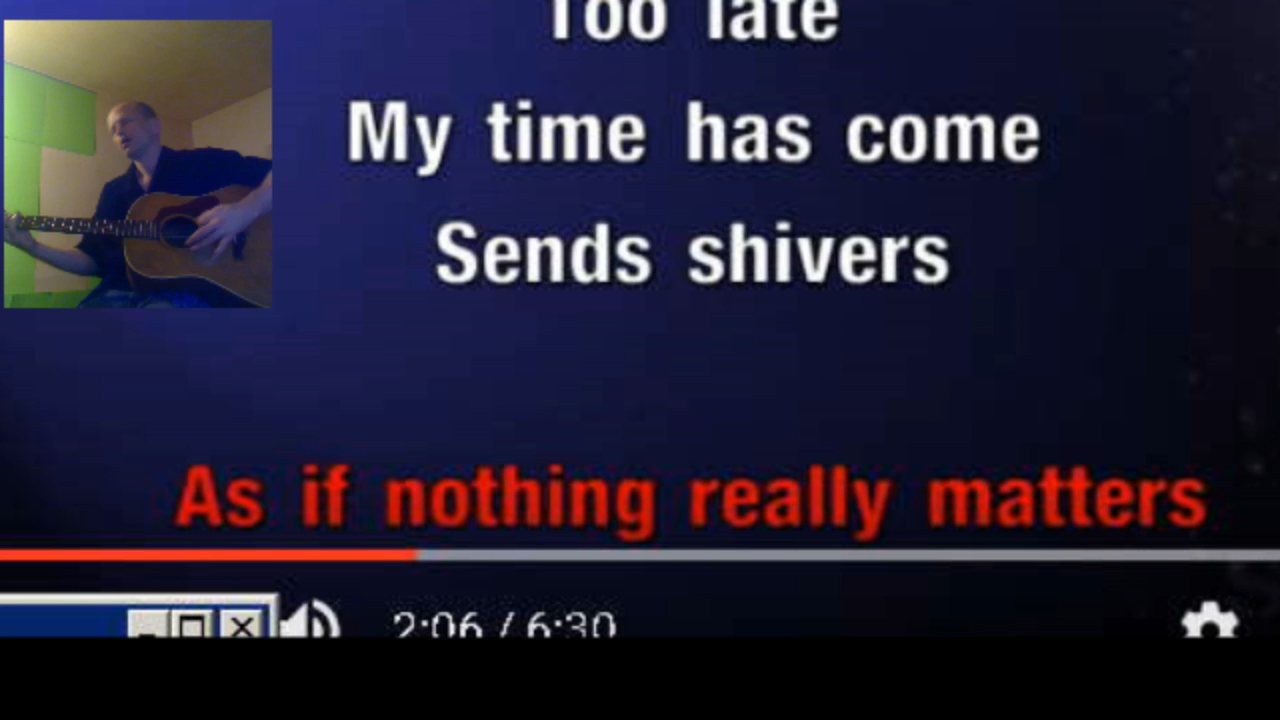 Too late
My time has come
Sends shivers
As if nothing really matters
2:06 / 6:30